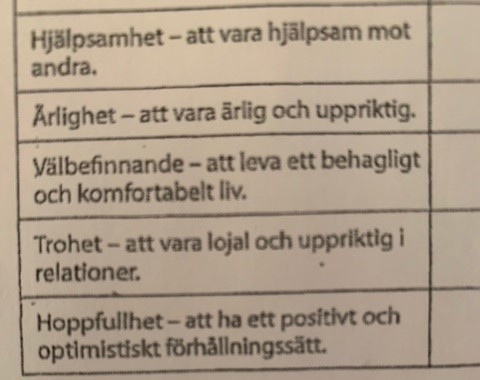 Hjälpsamhet – att vara hjälpsam mot
andra.
Ärlighet – att vara ärlig och uppriktig.
Välbefinnande – att leva ett behagligt
och komfortabelt liv.
Trohet – att vara lojal och uppriktig i
relationer.
Hoppfullhet – att ha ett positivt och
optimistiskt förhållningssätt.